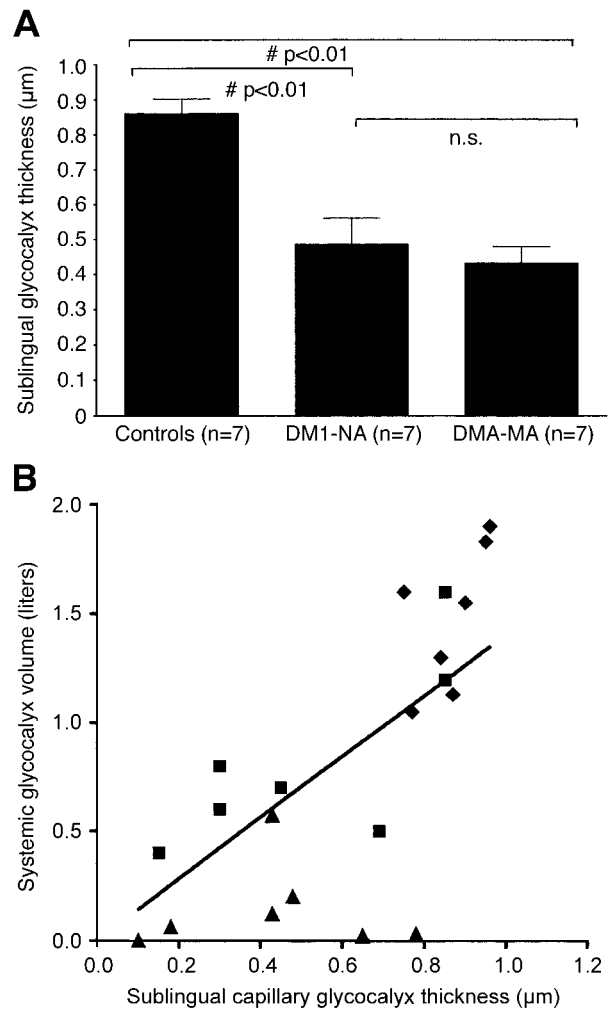 A
# p<0.01
# p<0.01
n.s.
Sublingual glycocalyx thickness (µm)
1.0
0.9
0.8
0.7
0.6
0.5
0.4
0.3
0.2
0.1
0
Controls (n=7)
DM1-NA (n=7)
DMA-MA (n=7)
B
Systemic glycocalyx volume (liters)
2.0
1.5
1.0
0.5
0.0
0.0
0.2
0.4
0.6
0.8
1.0
1.2
Sublingual capillary glycocalyx thickness (µm)